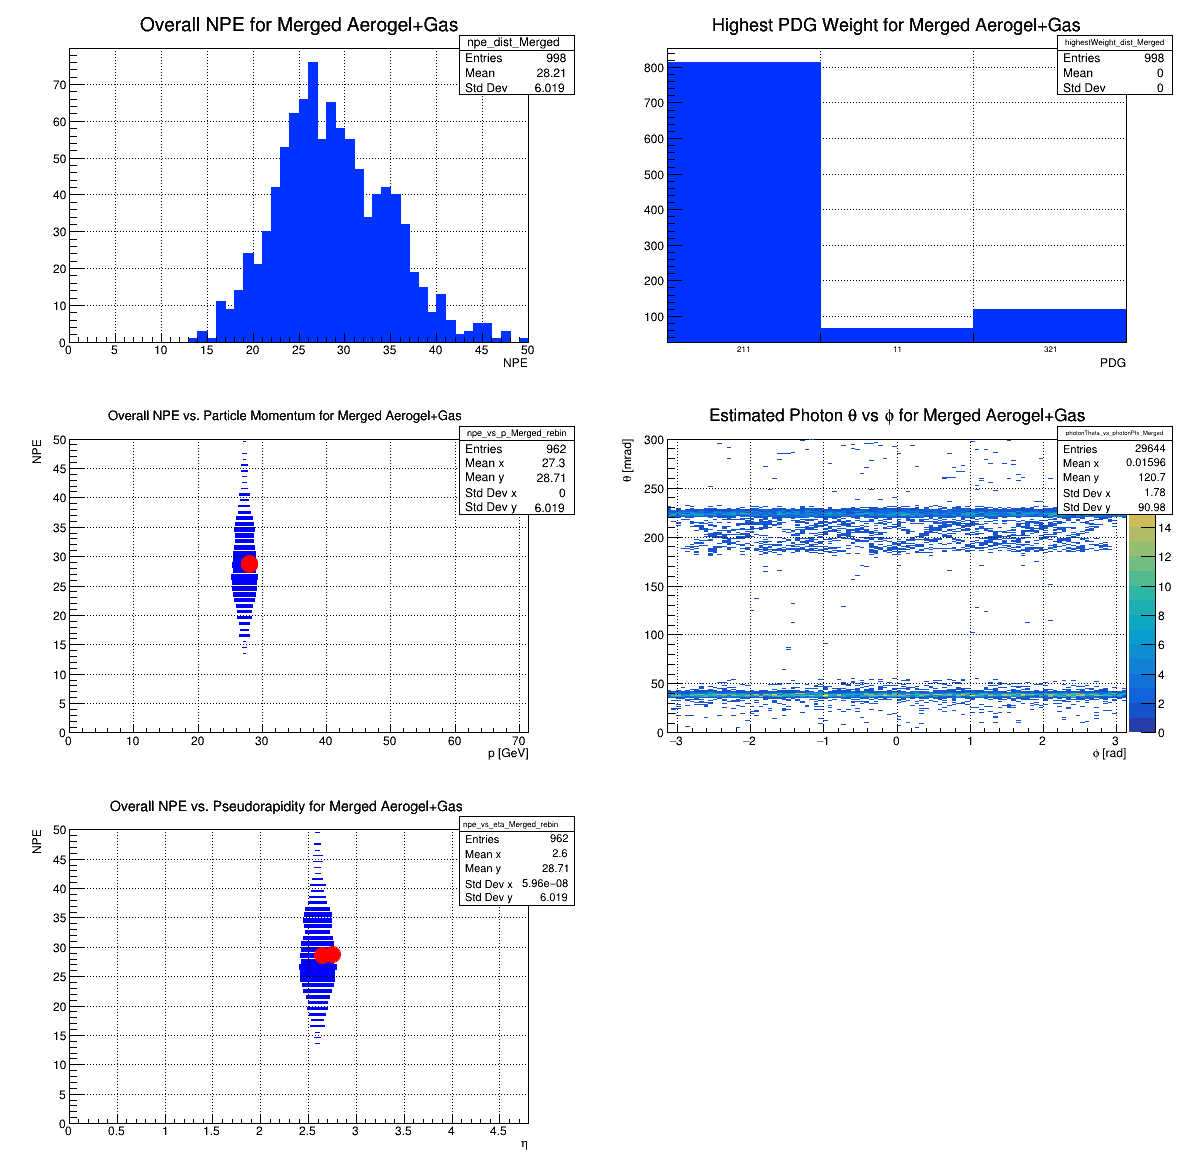 Overall NPE for Merged Aerogel+Gas
npe_dist_Merged
Entries 998
Mean 28.21
Std Dev 6.019
70
60
50
40
30
20
10
0
0 5 10 15 20 25 30 35 40 45 50
NPE
Highest PDG Weight for Merged Aerogel+Gas
highestWeight_dist_Merged
Entries 998
Mean 0
Std Dev 0
800
700
600
500
400
300
200
100
211 11 321
PDG
Overall NPE vs. Particle Momentum for Merged Aerogel+Gas
npe_vs_p_Merged_rebin
Entries 962
Mean x 27.3
Mean y 28.71
Std Dev x 0
Std Dev y 6.019
NPE
50
45
40
35
30
25
20
15
10
5
0
0 10 20 30 40 50 60 70
p [GeV]
Estimated Photon θ vs ϕ for Merged Aerogel+Gas
photonTheta_vs_photonPhi_Merged
Entries 29644
Mean x 0.01596
Mean y 120.7
Std Dev x 1.78
Std Dev y 90.98
θ [mrad]
300
250
200
150
100
50
0
−3 −2 −1 0 1 2 3
ϕ [rad]
14
12
10
8
6
4
2
0
Overall NPE vs. Pseudorapidity for Merged Aerogel+Gas
npe_vs_eta_Merged_rebin
Entries 962
Mean x 2.6
Mean y 28.71
Std Dev x 5.96e−08
Std Dev y 6.019
NPE
50
45
40
35
30
25
20
15
10
5
0
0 0.5 1 1.5 2 2.5 3 3.5 4 4.5
η